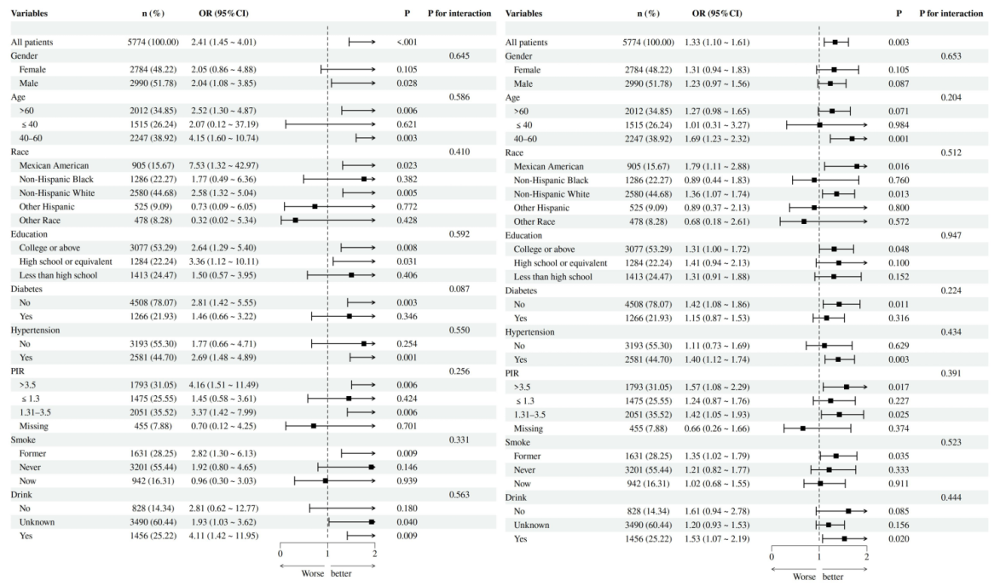 Variables n (%) OR (95%CI) P P for interaction
All patients 5774 (100.00) 2.41 (1.45 ~ 4.01) <.001
Gender 0.645
Female 2784 (48.22) 2.05 (0.86 ~ 4.88) 0.105
Male 2990 (51.78) 2.04 (1.08 ~ 3.85) 0.028
Age 0.586
>60 2012 (34.85) 2.52 (1.30 ~ 4.87) 0.006
≤ 40 1515 (26.24) 2.07 (0.12 ~ 37.19) 0.621
40–60 2247 (38.92) 4.15 (1.60 ~ 10.74) 0.003
Race 0.410
Mexican American 905 (15.67) 7.53 (1.32 ~ 42.97) 0.023
Non-Hispanic Black 1286 (22.27) 1.77 (0.49 ~ 6.36) 0.382
Non-Hispanic White 2580 (44.68) 2.58 (1.32 ~ 5.04) 0.005
Other Hispanic 525 (9.09) 0.73 (0.09 ~ 6.05) 0.772
Other Race 478 (8.28) 0.32 (0.02 ~ 5.34) 0.428
Education 0.592
College or above 3077 (53.29) 2.64 (1.29 ~ 5.40) 0.008
High school or equivalent 1284 (22.24) 3.36 (1.12 ~ 10.11) 0.031
Less than high school 1413 (24.47) 1.50 (0.57 ~ 3.95) 0.406
Diabetes 0.087
No 4508 (78.07) 2.81 (1.42 ~ 5.55) 0.003
Yes 1266 (21.93) 1.46 (0.66 ~ 3.22) 0.346
Hypertension 0.550
No 3193 (55.30) 1.77 (0.66 ~ 4.71) 0.254
Yes 2581 (44.70) 2.69 (1.48 ~ 4.89) 0.001
PIR 0.256
>3.5 1793 (31.05) 4.16 (1.51 ~ 11.49) 0.006
≤ 1.3 1475 (25.55) 1.45 (0.58 ~ 3.61) 0.424
1.31–3.5 2051 (35.52) 3.37 (1.42 ~ 7.99) 0.006
Missing 455 (7.88) 0.70 (0.12 ~ 4.25) 0.701
Smoke 0.331
Former 1631 (28.25) 2.82 (1.30 ~ 6.13) 0.009
Never 3201 (55.44) 1.92 (0.80 ~ 4.65) 0.146
Now 942 (16.31) 0.96 (0.30 ~ 3.03) 0.939
Drink 0.563
No 828 (14.34) 2.81 (0.62 ~ 12.77) 0.180
Unknown 3490 (60.44) 1.93 (1.03 ~ 3.62) 0.040
Yes 1456 (25.22) 4.11 (1.42 ~ 11.95) 0.009
0 1 2
Worse better
Variables n (%) OR (95%CI) P P for interaction
All patients 5774 (100.00) 1.33 (1.10 ~ 1.61) 0.003
Gender 0.653
Female 2784 (48.22) 1.31 (0.94 ~ 1.83) 0.105
Male 2990 (51.78) 1.23 (0.97 ~ 1.56) 0.087
Age 0.204
>60 2012 (34.85) 1.27 (0.98 ~ 1.65) 0.071
≤ 40 1515 (26.24) 1.01 (0.31 ~ 3.27) 0.984
40–60 2247 (38.92) 1.69 (1.23 ~ 2.32) 0.001
Race 0.512
Mexican American 905 (15.67) 1.79 (1.11 ~ 2.88) 0.016
Non-Hispanic Black 1286 (22.27) 0.89 (0.44 ~ 1.83) 0.760
Non-Hispanic White 2580 (44.68) 1.36 (1.07 ~ 1.74) 0.013
Other Hispanic 525 (9.09) 0.89 (0.37 ~ 2.13) 0.800
Other Race 478 (8.28) 0.68 (0.18 ~ 2.61) 0.572
Education 0.947
College or above 3077 (53.29) 1.31 (1.00 ~ 1.72) 0.048
High school or equivalent 1284 (22.24) 1.41 (0.94 ~ 2.13) 0.100
Less than high school 1413 (24.47) 1.31 (0.91 ~ 1.88) 0.152
Diabetes 0.224
No 4508 (78.07) 1.42 (1.08 ~ 1.86) 0.011
Yes 1266 (21.93) 1.15 (0.87 ~ 1.53) 0.316
Hypertension 0.434
No 3193 (55.30) 1.11 (0.73 ~ 1.69) 0.629
Yes 2581 (44.70) 1.40 (1.12 ~ 1.74) 0.003
PIR 0.391
>3.5 1793 (31.05) 1.57 (1.08 ~ 2.29) 0.017
≤ 1.3 1475 (25.55) 1.24 (0.87 ~ 1.76) 0.227
1.31–3.5 2051 (35.52) 1.42 (1.05 ~ 1.93) 0.025
Missing 455 (7.88) 0.66 (0.26 ~ 1.66) 0.374
Smoke 0.523
Former 1631 (28.25) 1.35 (1.02 ~ 1.79) 0.035
Never 3201 (55.44) 1.21 (0.82 ~ 1.77) 0.333
Now 942 (16.31) 1.02 (0.68 ~ 1.55) 0.911
Drink 0.444
No 828 (14.34) 1.61 (0.94 ~ 2.78) 0.085
Unknown 3490 (60.44) 1.20 (0.93 ~ 1.53) 0.156
Yes 1456 (25.22) 1.53 (1.07 ~ 2.19) 0.020
0 1 2
Worse better